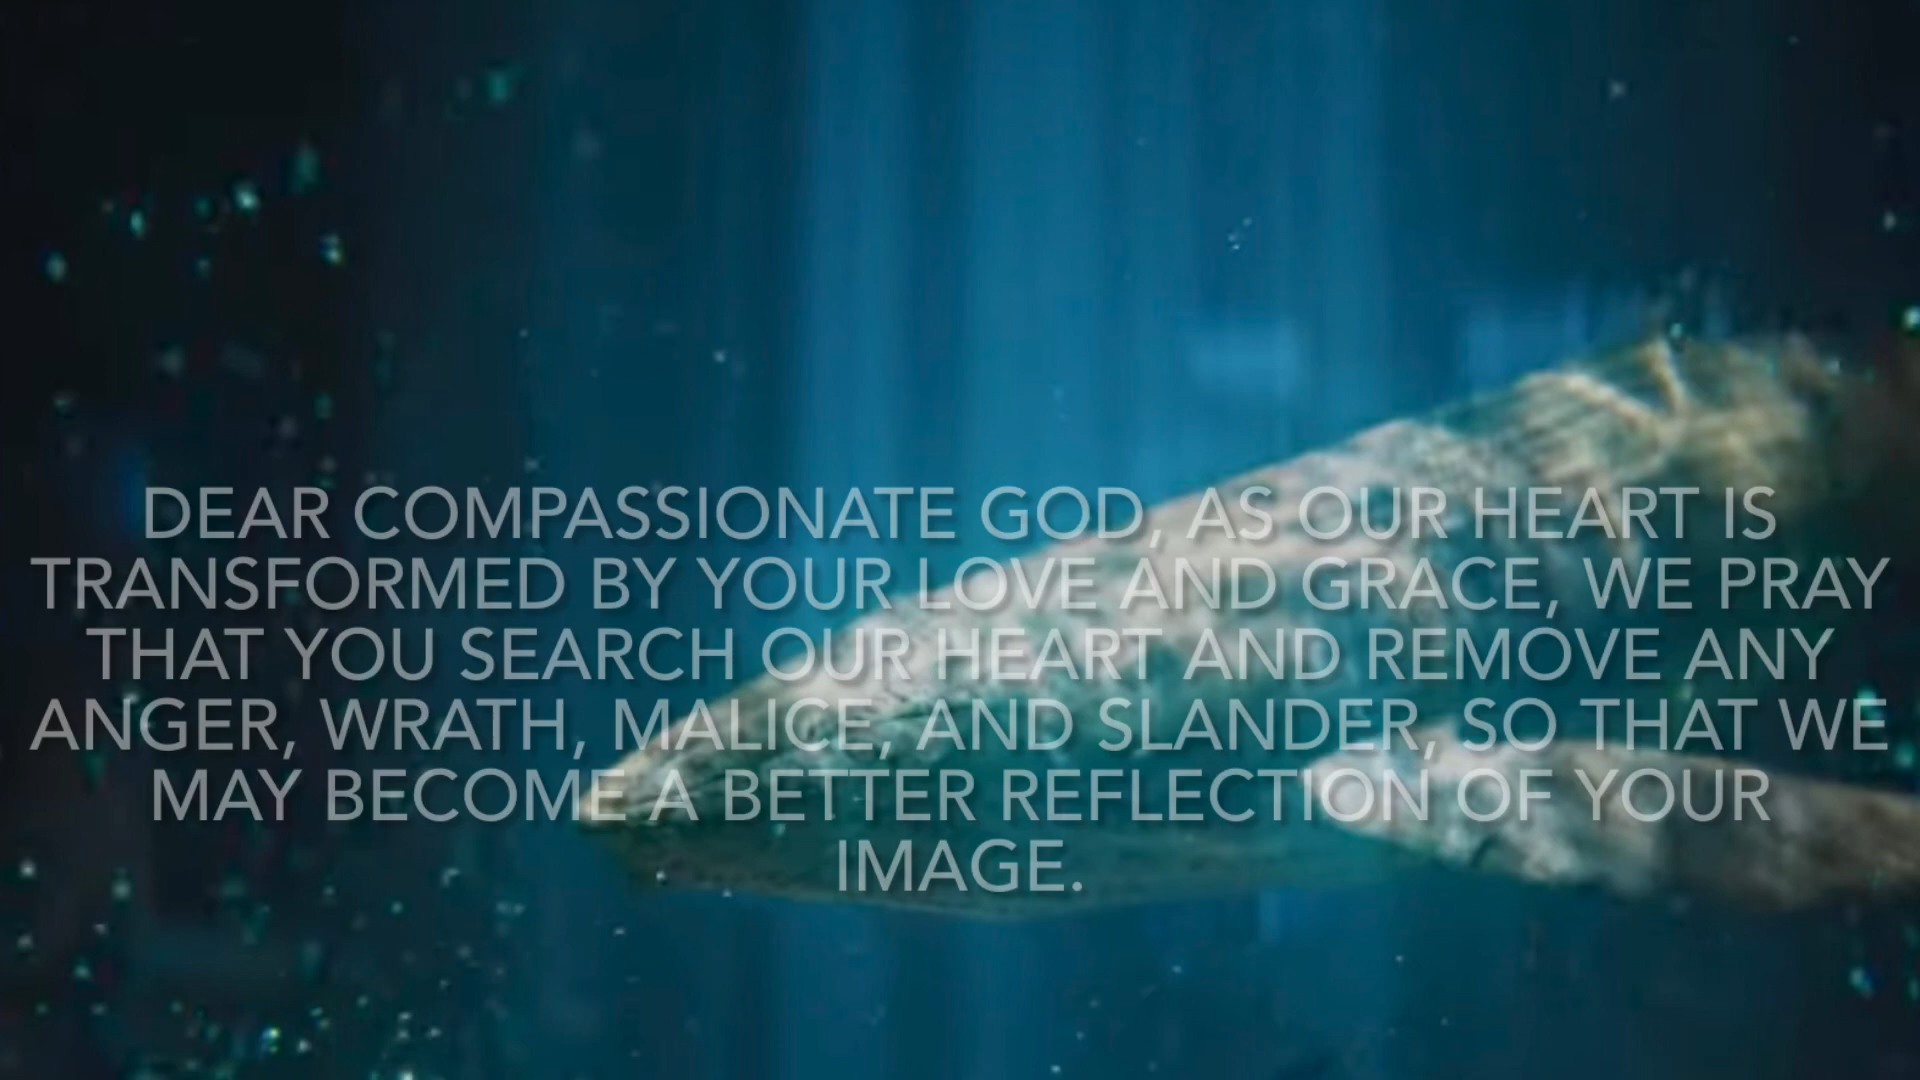 DEAR COMPASSIONATE GOD, AS OUR HEART IS
TRANSFORMED BY YOUR LOVE AND GRACE, WE PRAY
THAT YOU SEARCH OUR HEART AND REMOVE ANY
ANGER, WRATH, MALICE, AND SLANDER, SO THAT WE
MAY BECOME A BETTER REFLECTION OF YOUR
IMAGE.